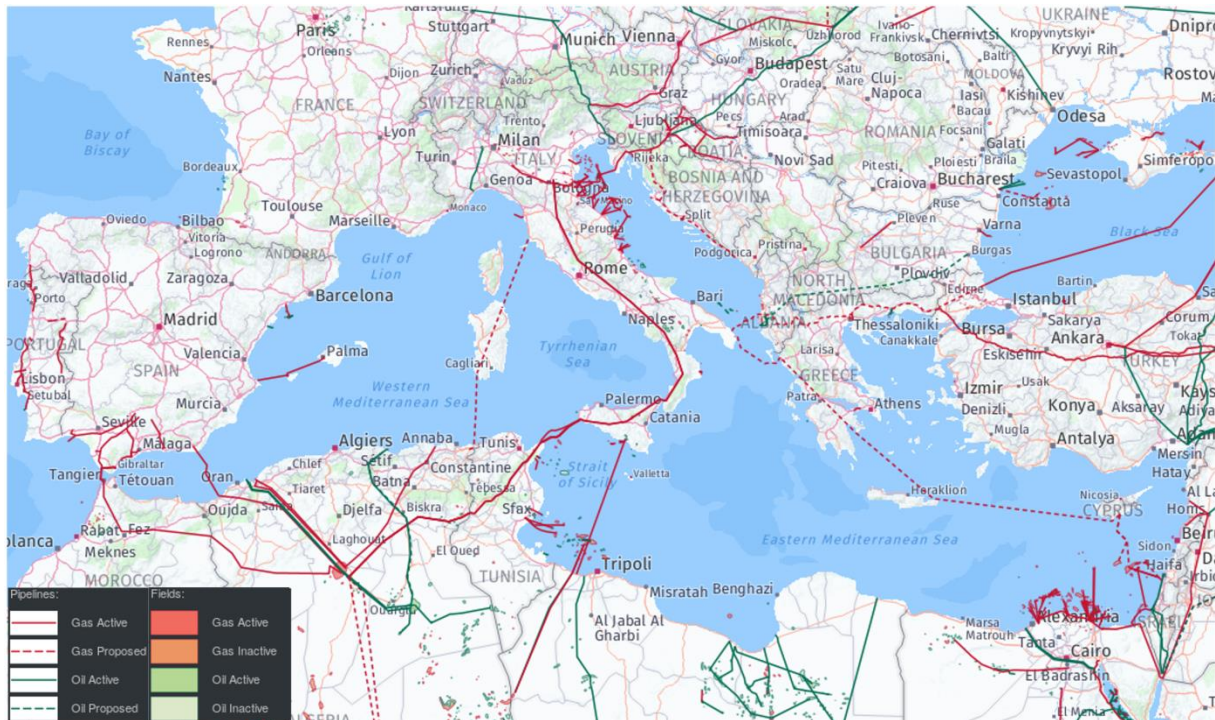 Paris
Stuttgart
SLOVAKIA
Uzhhorod
Ivano-
Frankivsk
Chernivtsi
UKRAINE
Kropyvnytskyi
Kryvyi Rih
Rennes
Orleans
Munich
Vienna
Miskolc
Botosani
Balti
Nantes
Dijon
Zurich
Vaduz
AUSTRIA
Gyor
Budapest
Satu
Mare
Oradea
Cluj-
Napoca
MOLDOVA
Iasi
Kishinev
Bacau
Odesa
FRANCE
SWITZERLAND
Graz
HUNGARY
Bay of
Biscay
Lyon
Trento
Milan
Ljubljana
SLOVENI
Pecs
Arad
Timisoara
ROMANIA
Focsani
Galati
Braila
Turin
ITALY
Rijeka
CROATIA
Novi Sad
Pitesti
Ploiesti
Simferopol
Sevastopol
Bordeaux
Genoa
Bologna
BOSNIA AND
HERZEGOVINA
Craiova
Bucharest
Constanta
Toulouse
Monaco
San Marino
Split
Ruse
Pleven
Varna
Oviedo
Bilbao
Vitoria
Logrono
Marseille
Perugia
Pristina
Podgorica
BULGARIA
Burgas
Black Sea
ANDORRA
Gulf of
Lion
Valladolid
Zaragoza
Porto
Barcelona
Rome
NORTH
MACEDONIA
Plovdiv
Edirne
Bartin
Istanbul
Madrid
Bari
Naples
ALBANIA
Thessaloniki
Canakkale
Bursa
Sakarya
Corum
Ankara
PORTUGAL
Valencia
Palma
Cagliari
Tyrrhenian
Sea
Larisa
Eskisehir
TURKEY
SPAIN
Lisbon
Setubal
Western
Mediterranean Sea
GREECE
Izmir
Usak
Murcia
Palermo
Patra
Athens
Denizli
Konya
Aksaray
Seville
Malaga
Catania
Mugla
Antalya
Mersin
Hatay
Tangier
Gibraltar
Tétouan
Algiers
Annaba
Tunis
Setif
Chlef
Constantine
Batna
Strait
of Sicily
Valletta
Oran
Tiaret
Tebessa
Heraklion
Nicosia
CYPRUS
Homs
Oujda
Saida
Djelfa
Biskra
Sfax
Rabat
Fez
Meknes
Laghouat
El Oued
Eastern Mediterranean Sea
Sidon
Haifa
MOROCCO
TUNISIA
Tripoli
Misratah
Benghazi
Ouargla
Al Jabal Al
Gharbi
Marsa
Matrouh
Alexandria
ISRAEL
Tanta
Cairo
El Badrashin
El Menia
Pipelines:
Fields:
Gas Active
Gas Active
Gas Proposed
Gas Inactive
Oil Active
Oil Active
Oil Proposed
Oil Inactive